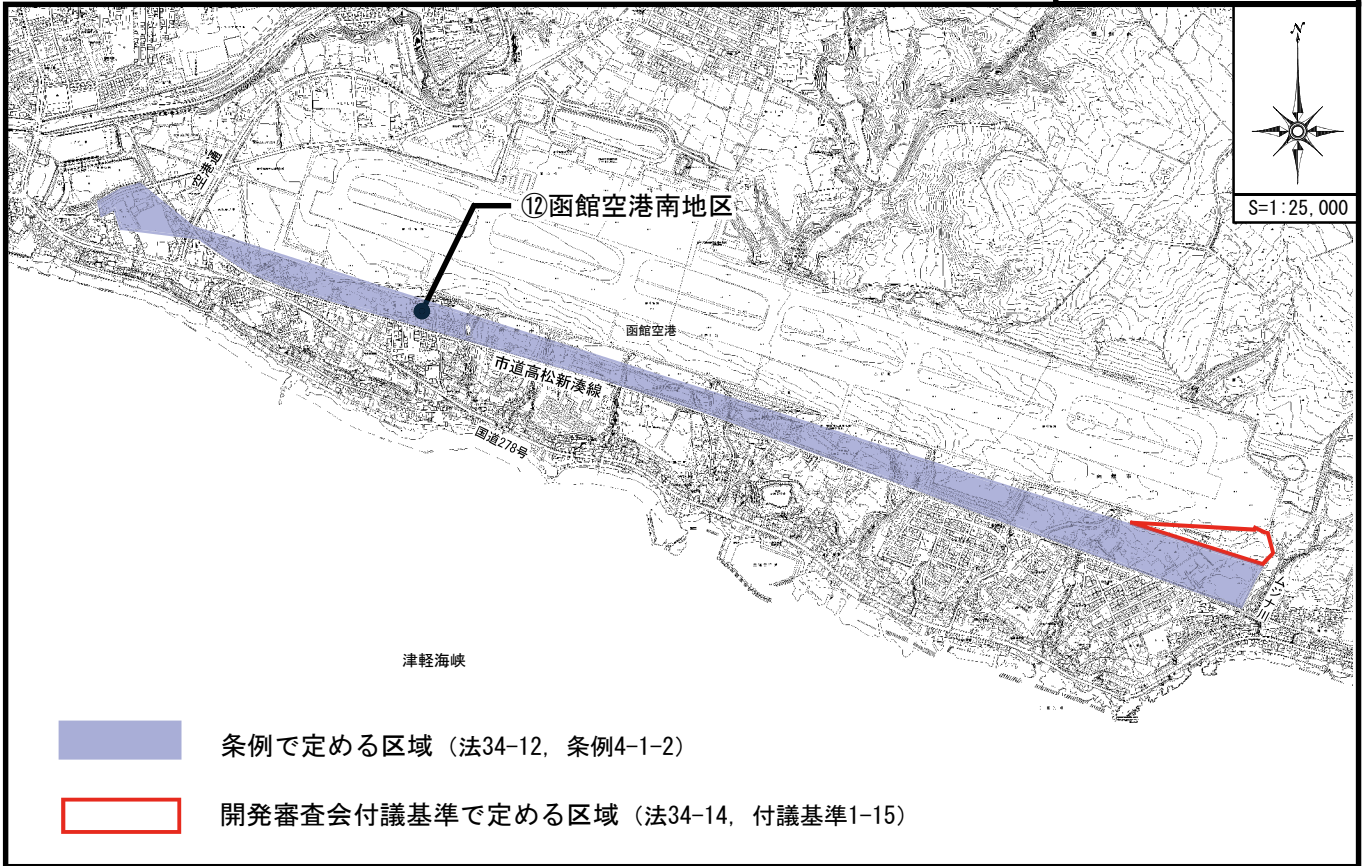 N
S=1:25,000
空港通
⑫函館空港南地区
函館空港
市道高松新湊線
国道278号
ムジナ川
津軽海峡
条例で定める区域（法34-12，条例4-1-2）
開発審査会付議基準で定める区域（法34-14，付議基準1-15）